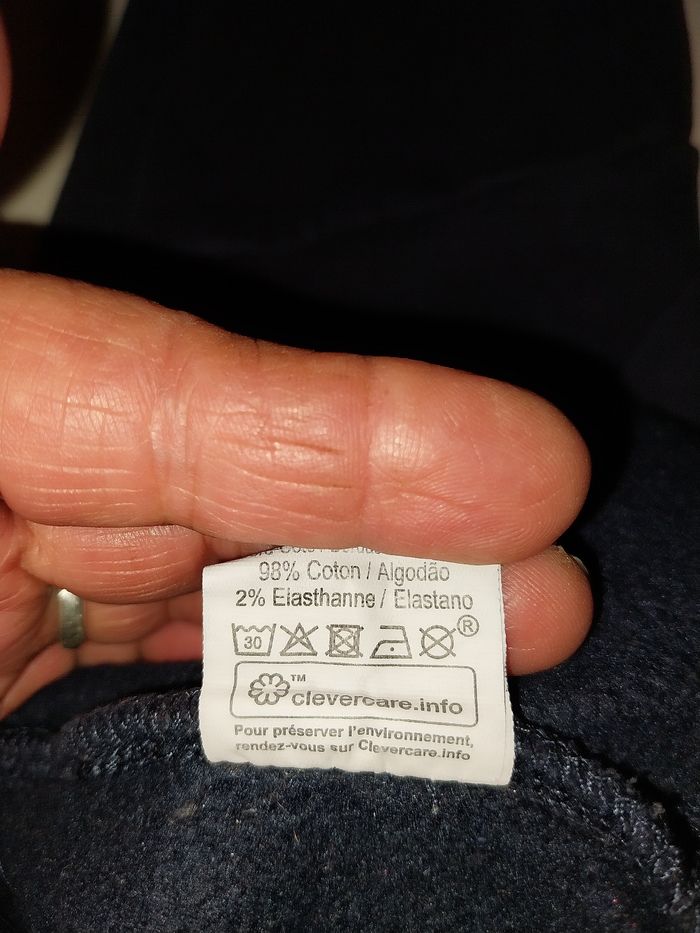 98% Coton / Algodão
2% Elasthanne / Elastano
30
®
™
clevercare.info
Pour préserver l'environnement,
rendez-vous sur Clevercare.info